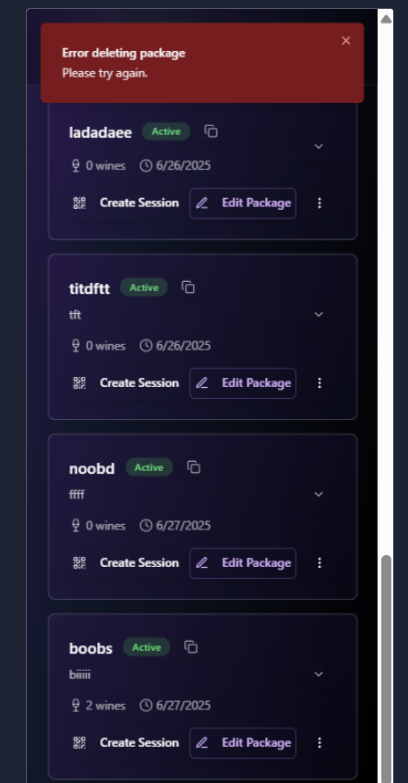 Error deleting package
Please try again.
ladadaee Active
0 wines 6/26/2025
Create Session Edit Package
titdftt Active
tft
0 wines 6/26/2025
Create Session Edit Package
noobd Active
ffff
0 wines 6/27/2025
Create Session Edit Package
boobs Active
biiiii
2 wines 6/27/2025
Create Session Edit Package